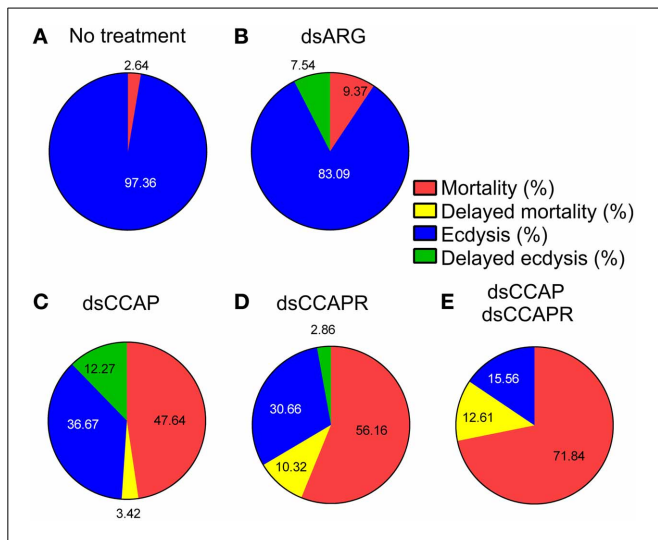 A No treatment
2.64
97.36
B dsARG
7.54
9.37
83.09
Mortality (%)
Delayed mortality (%)
Ecdysis (%)
Delayed ecdysis (%)
C dsCCAP
12.27
47.64
36.67
3.42
D dsCCAPR
2.86
30.66
56.16
10.32
E dsCCAP
dsCCAPR
15.56
12.61
71.84